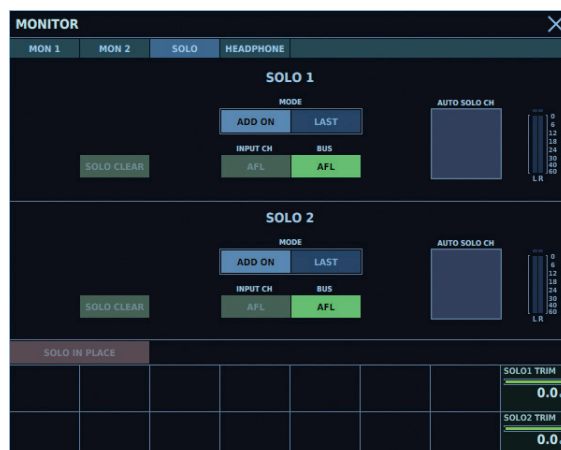 MONITOR
MON 1 MON 2 SOLO HEADPHONE
SOLO 1
MODE
AUTO SOLO CH
ADD ON LAST
INPUT CH BUS
SOLO CLEAR AFL AFL
0
6
12
18
24
30
40
60
L R
SOLO 2
MODE
AUTO SOLO CH
ADD ON LAST
INPUT CH BUS
SOLO CLEAR AFL AFL
0
6
12
18
24
30
40
60
L R
SOLO IN PLACE
SOLO1 TRIM
0.0
SOLO2 TRIM
0.0